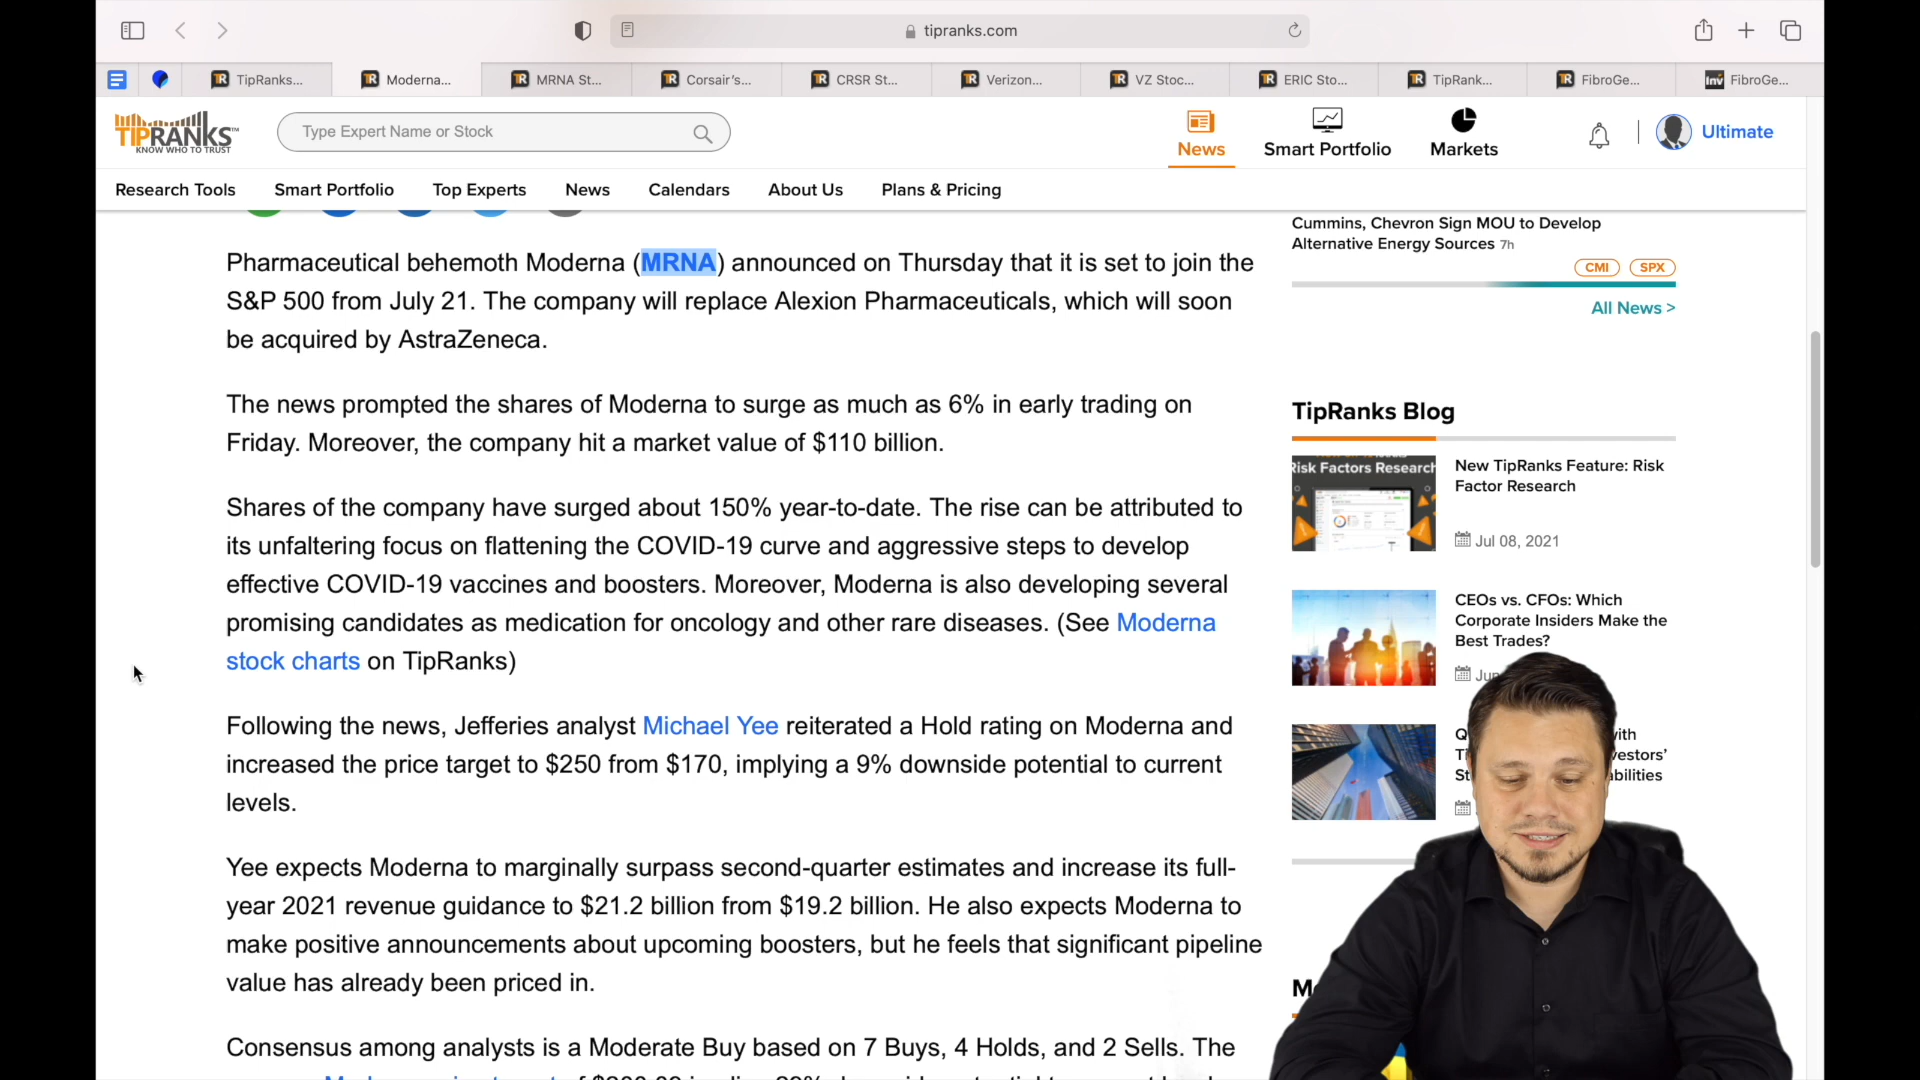 tipranks.com
TipRanks...
Moderna...
MRNA St...
Corsair's...
CRSR St...
Verizon...
VZ Stoc...
ERIC Sto...
TipRank...
FibroGe...
Inv FibroGe...
TIPRANKS
KNOW WHO TO TRUST
Type Expert Name or Stock
News
Smart Portfolio
Markets
Ultimate
Research Tools
Smart Portfolio
Top Experts
News
Calendars
About Us
Plans & Pricing
Pharmaceutical behemoth Moderna (MRNA) announced on Thursday that it is set to join the
S&P 500 from July 21. The company will replace Alexion Pharmaceuticals, which will soon
be acquired by AstraZeneca.
The news prompted the shares of Moderna to surge as much as 6% in early trading on
Friday. Moreover, the company hit a market value of $110 billion.
Shares of the company have surged about 150% year-to-date. The rise can be attributed to
its unfaltering focus on flattening the COVID-19 curve and aggressive steps to develop
effective COVID-19 vaccines and boosters. Moreover, Moderna is also developing several
promising candidates as medication for oncology and other rare diseases. (See Moderna
stock charts on TipRanks)
Following the news, Jefferies analyst Michael Yee reiterated a Hold rating on Moderna and
increased the price target to $250 from $170, implying a 9% downside potential to current
levels.
Yee expects Moderna to marginally surpass second-quarter estimates and increase its full-
year 2021 revenue guidance to $21.2 billion from $19.2 billion. He also expects Moderna to
make positive announcements about upcoming boosters, but he feels that significant pipeline
value has already been priced in.
Consensus among analysts is a Moderate Buy based on 7 Buys, 4 Holds, and 2 Sells. The
Cummins, Chevron Sign MOU to Develop
Alternative Energy Sources 7h
CMI SPX
All News >
TipRanks Blog
Risk Factors Research
New TipRanks Feature: Risk
Factor Research
Jul 08, 2021
CEOs vs. CFOs: Which
Corporate Insiders Make the
Best Trades?